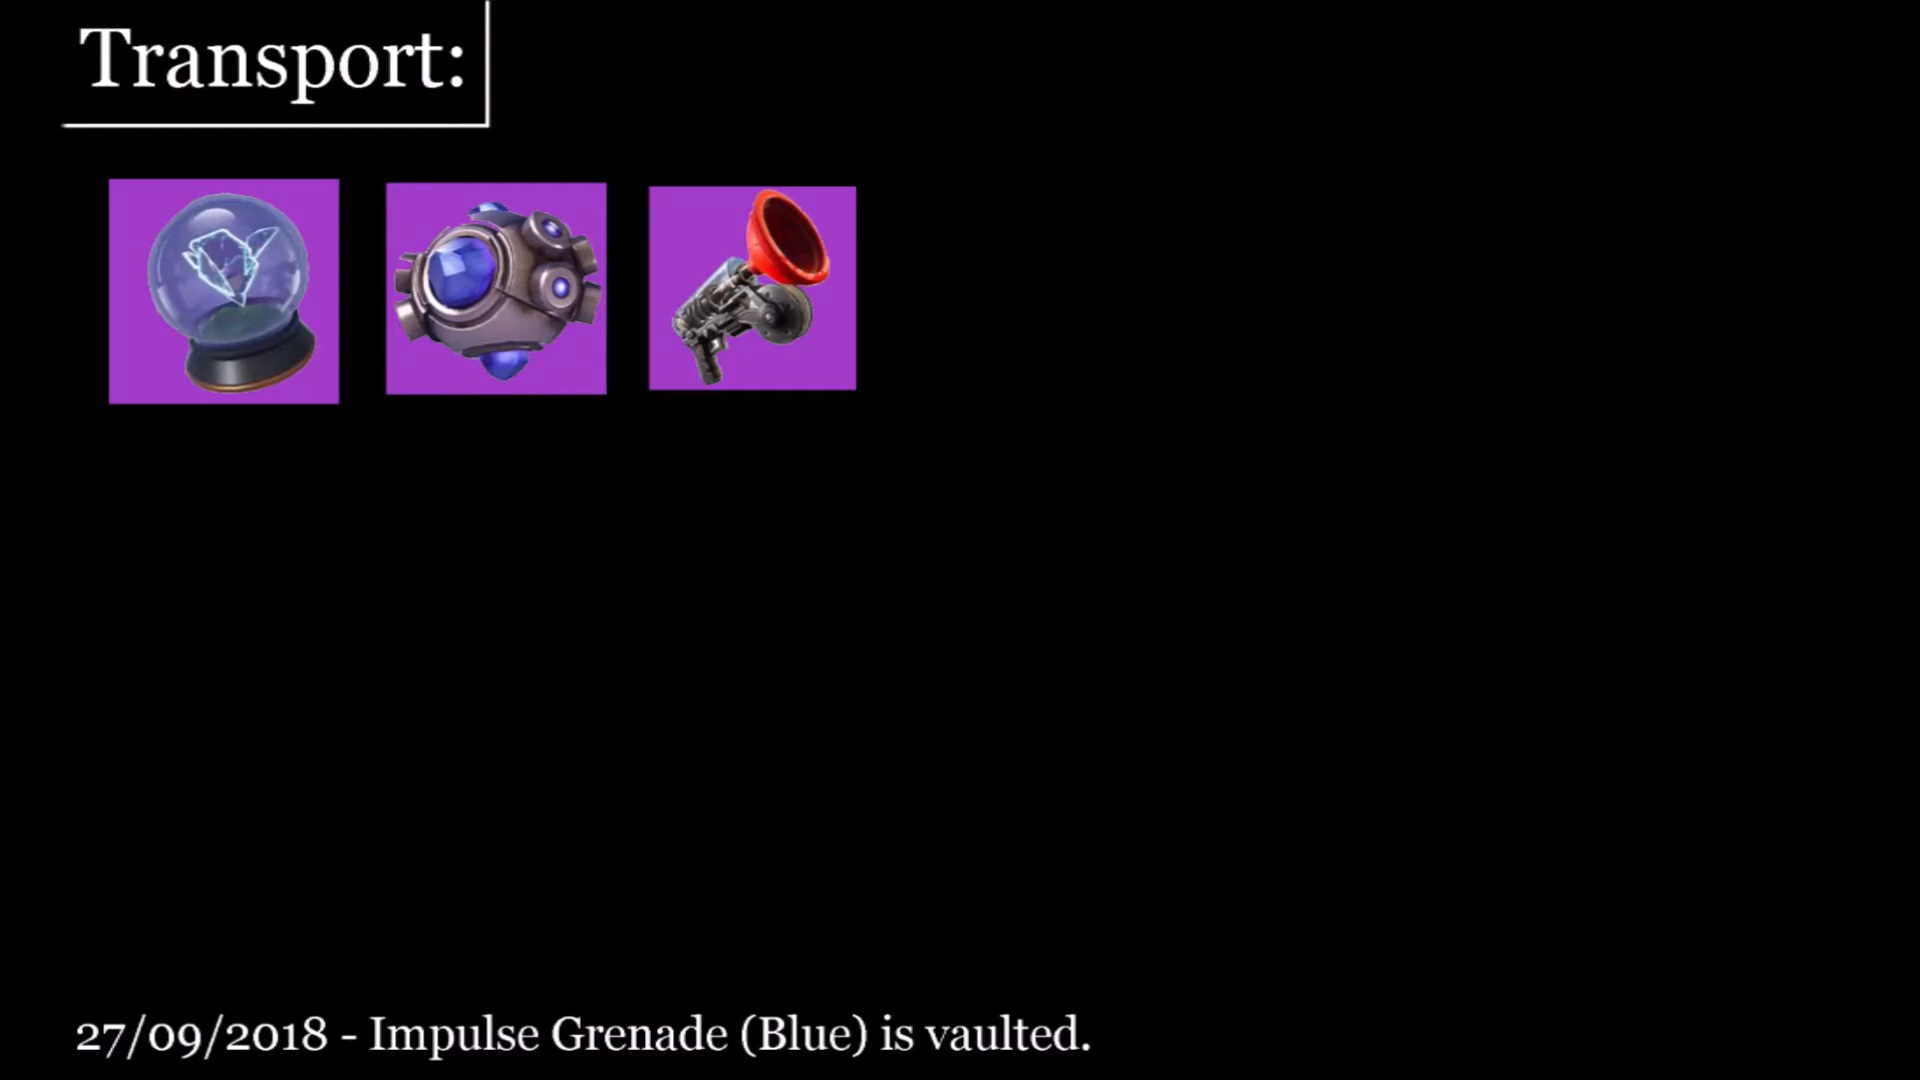 Transport:
27/09/2018 - Impulse Grenade (Blue) is vaulted.